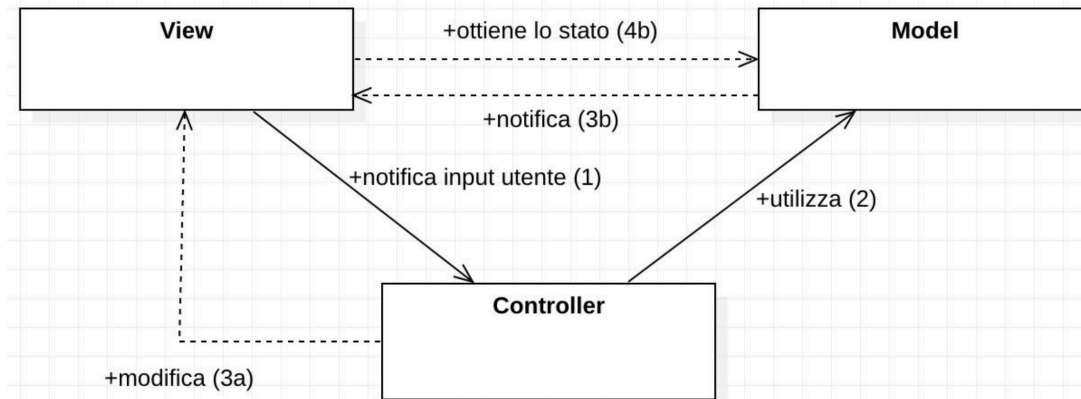 View
+ottiene lo stato (4b)
Model
+notifica (3b)
+notifica input utente (1)
+utilizza (2)
Controller
+modifica (3a)